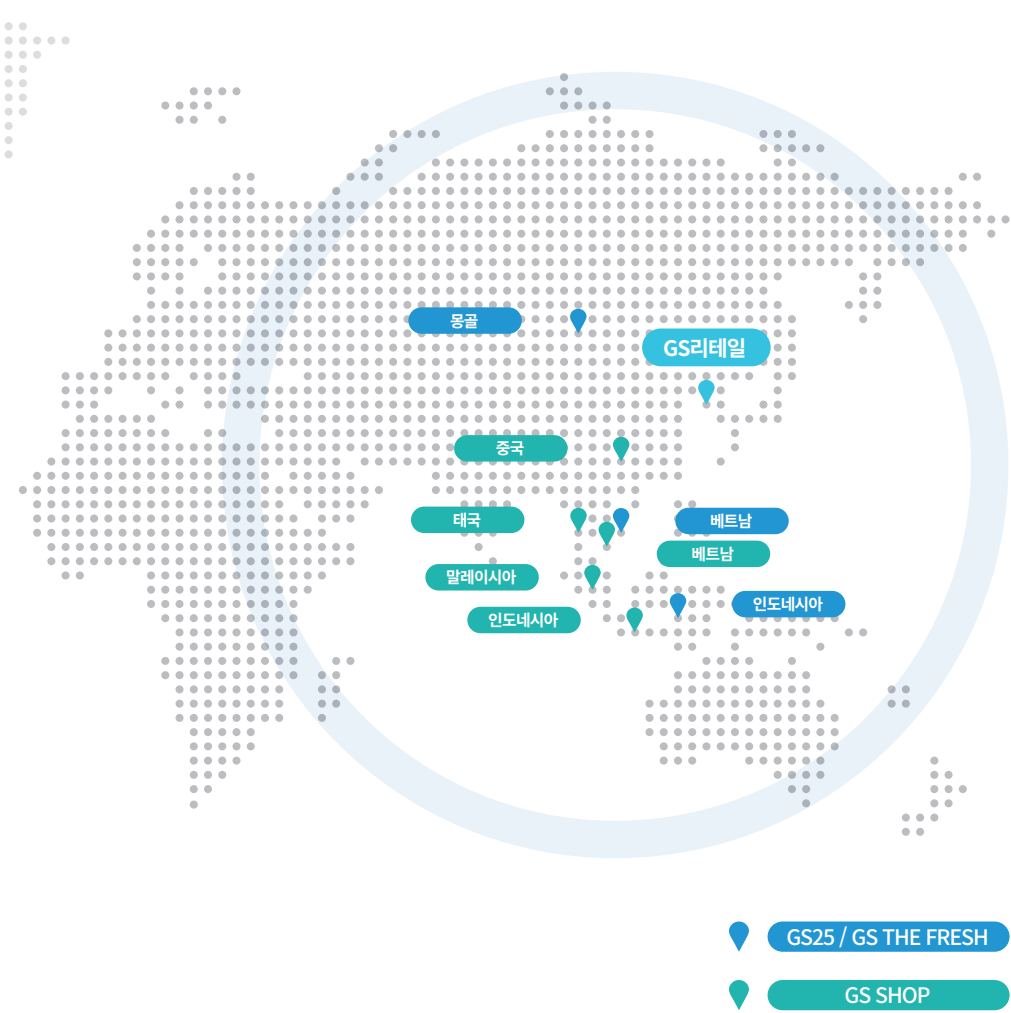 몽골
GS리테일
중국
태국
베트남
베트남
말레이시아
인도네시아
인도네시아
GS25 / GS THE FRESH
GS SHOP